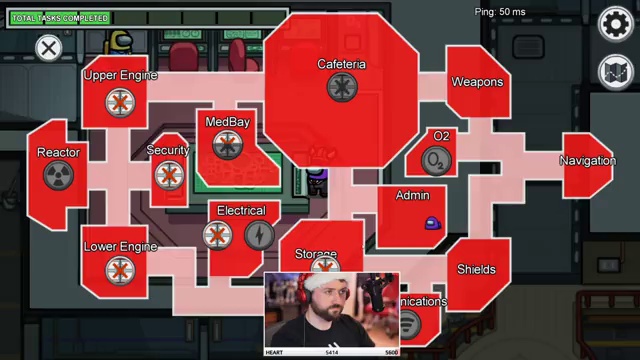 TOTAL TASKS COMPLETED
Ping: 50 ms
Cafeteria
Upper Engine
Weapons
MedBay
O2
O2
Security
Reactor
Navigation
Admin
Electrical
Lower Engine
Storage
Shields
nications
HEART 5414 5600